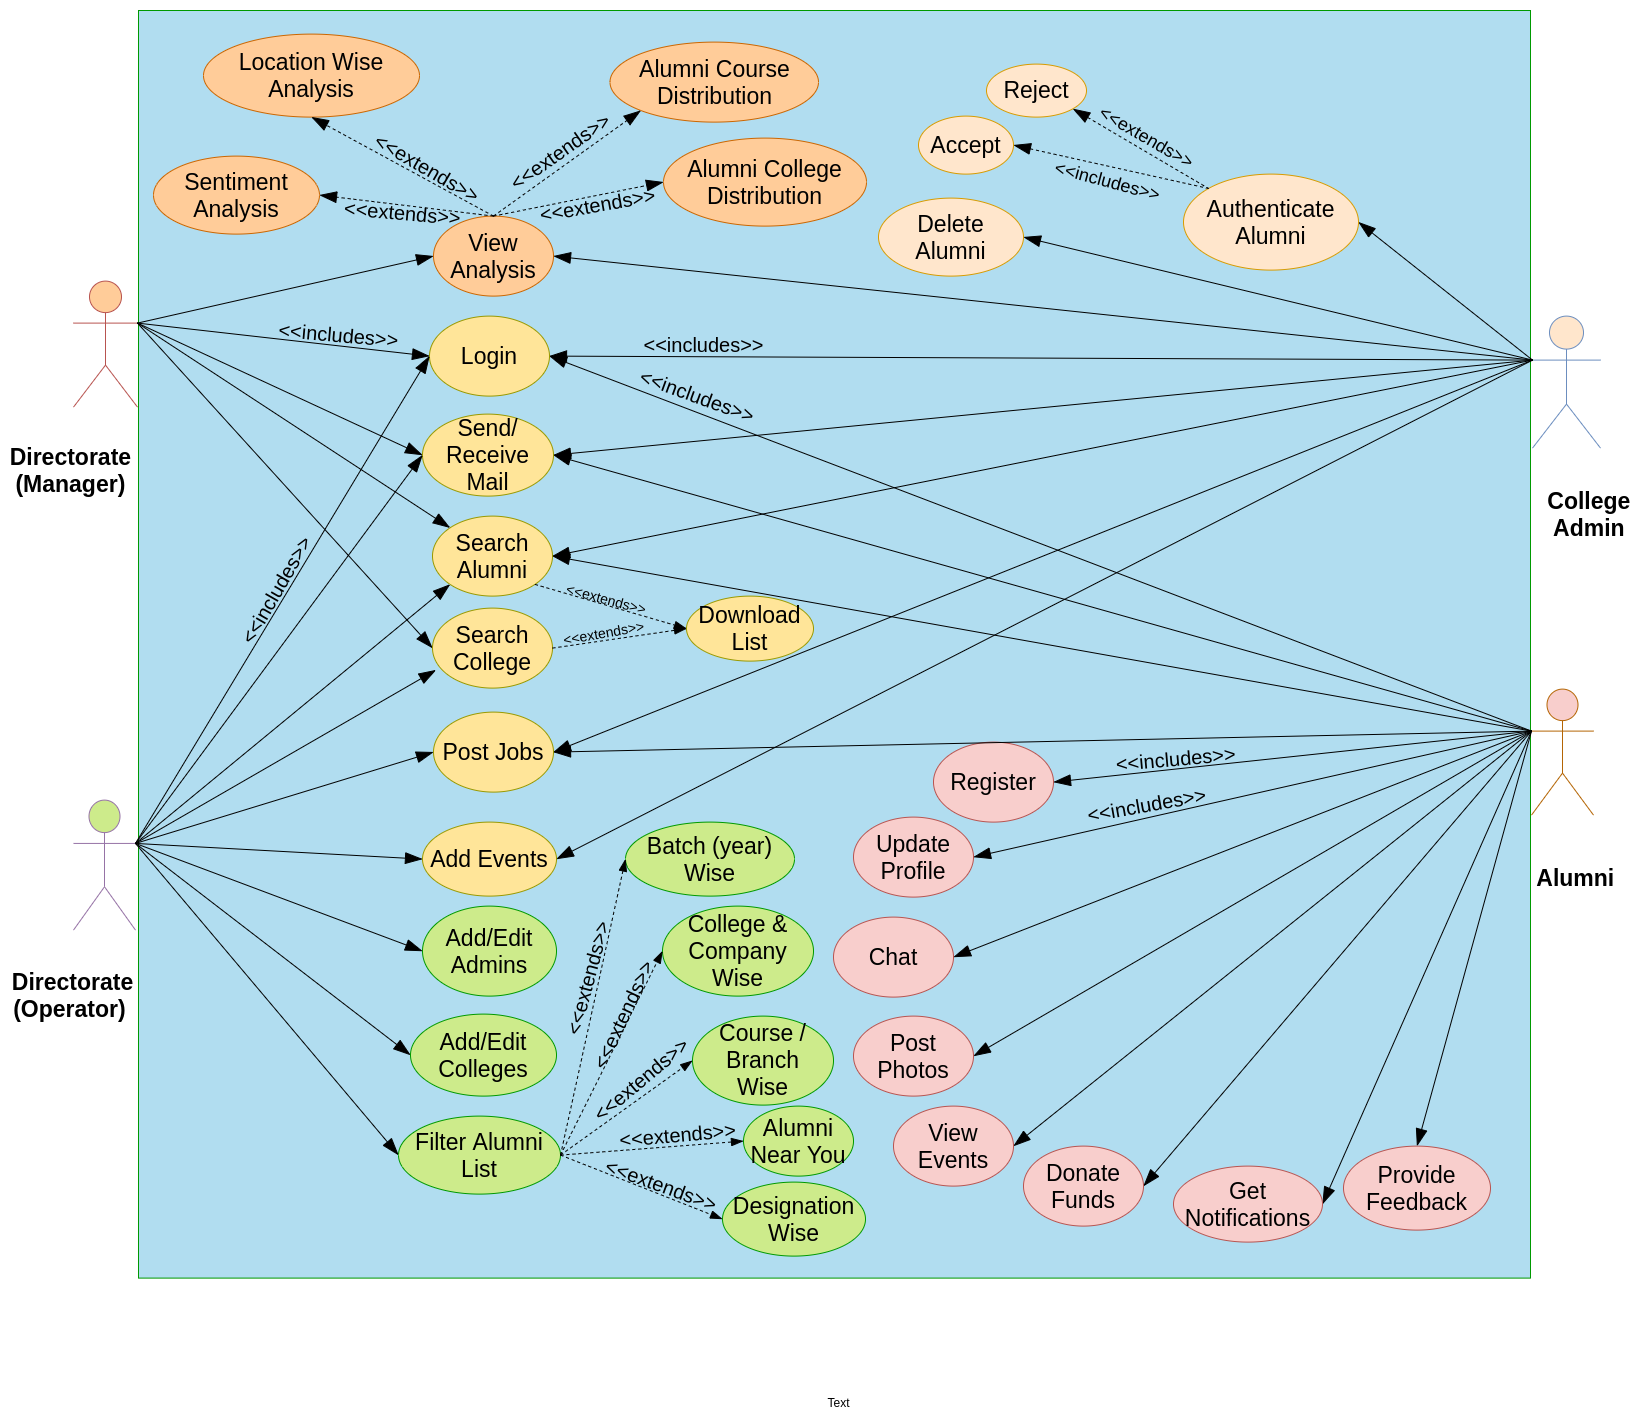 Location Wise
Analysis
Alumni Course
Distribution
Reject
<<extends>>
Accept
<<includes>>
<<extends>>
<<extends>>
Sentiment
Analysis
Alumni College
Distribution
<<extends>>
<<extends>>
Authenticate
Alumni
Delete
Alumni
View
Analysis
<<includes>>
<<includes>>
Login
<<includes>>
Directorate
(Manager)
Send/
Receive
Mail
College
Admin
Search
Alumni
<<includes>>
<<extends>>
<<extends>>
Download
List
Search
College
Post Jobs
Register
<<includes>>
<<includes>>
Update
Profile
Add Events
Batch (year)
Wise
Alumni
Add/Edit
Admins
College &
Company
Wise
Chat
<<extends>>
<<extends>>
Directorate
(Operator)
Add/Edit
Colleges
Course /
Branch
Wise
Post
Photos
<<extends>>
Filter Alumni
List
<<extends>>
Alumni
Near You
View
Events
<<extends>>
Designation
Wise
Donate
Funds
Get
Notifications
Provide
Feedback
Text